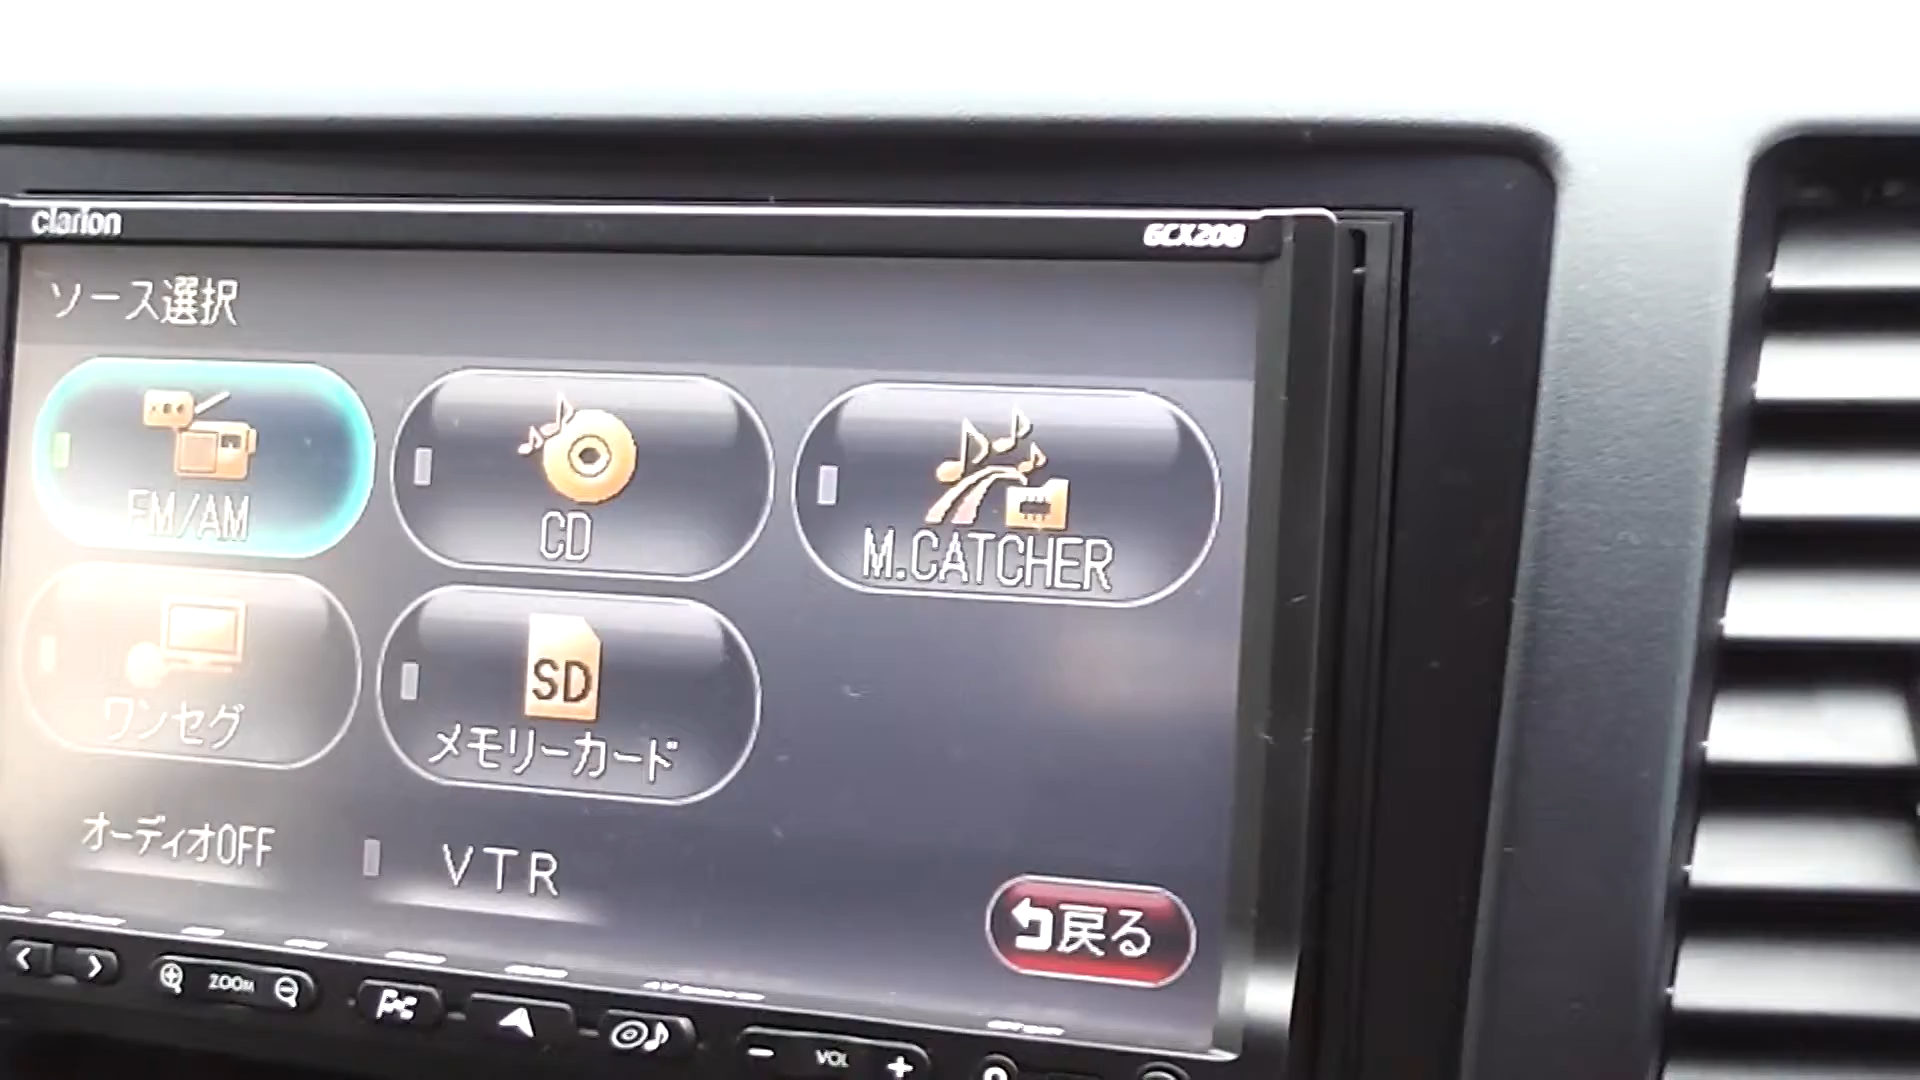 clarion
GCX208
ソース選択
FM/AM
CD
M.CATCHER
ワンセグ
SD
メモリーカード
オーディオOFF
VTR
戻る
ZOOM
VOL